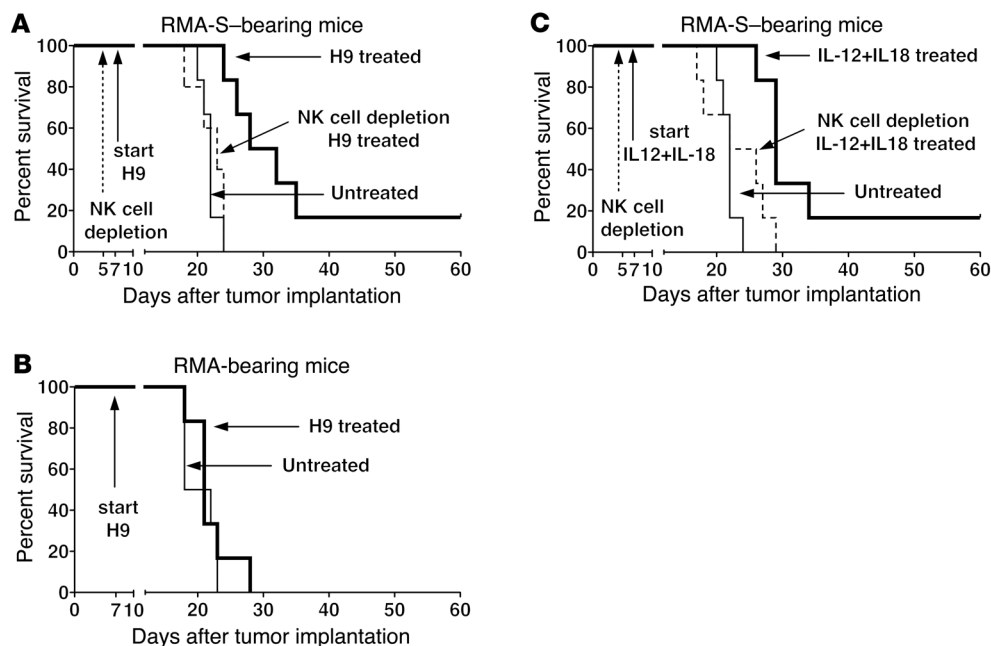 A
RMA-S–bearing mice
100
80
60
40
20
0
Percent survival
H9 treated
NK cell depletion
H9 treated
Untreated
start
H9
NK cell
depletion
0 5 7 10 20 30 40 50 60
Days after tumor implantation
C
RMA-S–bearing mice
100
80
60
40
20
0
Percent survival
IL-12+IL18 treated
NK cell depletion
IL-12+IL18 treated
Untreated
start
IL12+IL-18
NK cell
depletion
0 5 7 10 20 30 40 50 60
Days after tumor implantation
B
RMA-bearing mice
100
80
60
40
20
0
Percent survival
H9 treated
Untreated
start
H9
0 7 10 20 30 40 50 60
Days after tumor implantation